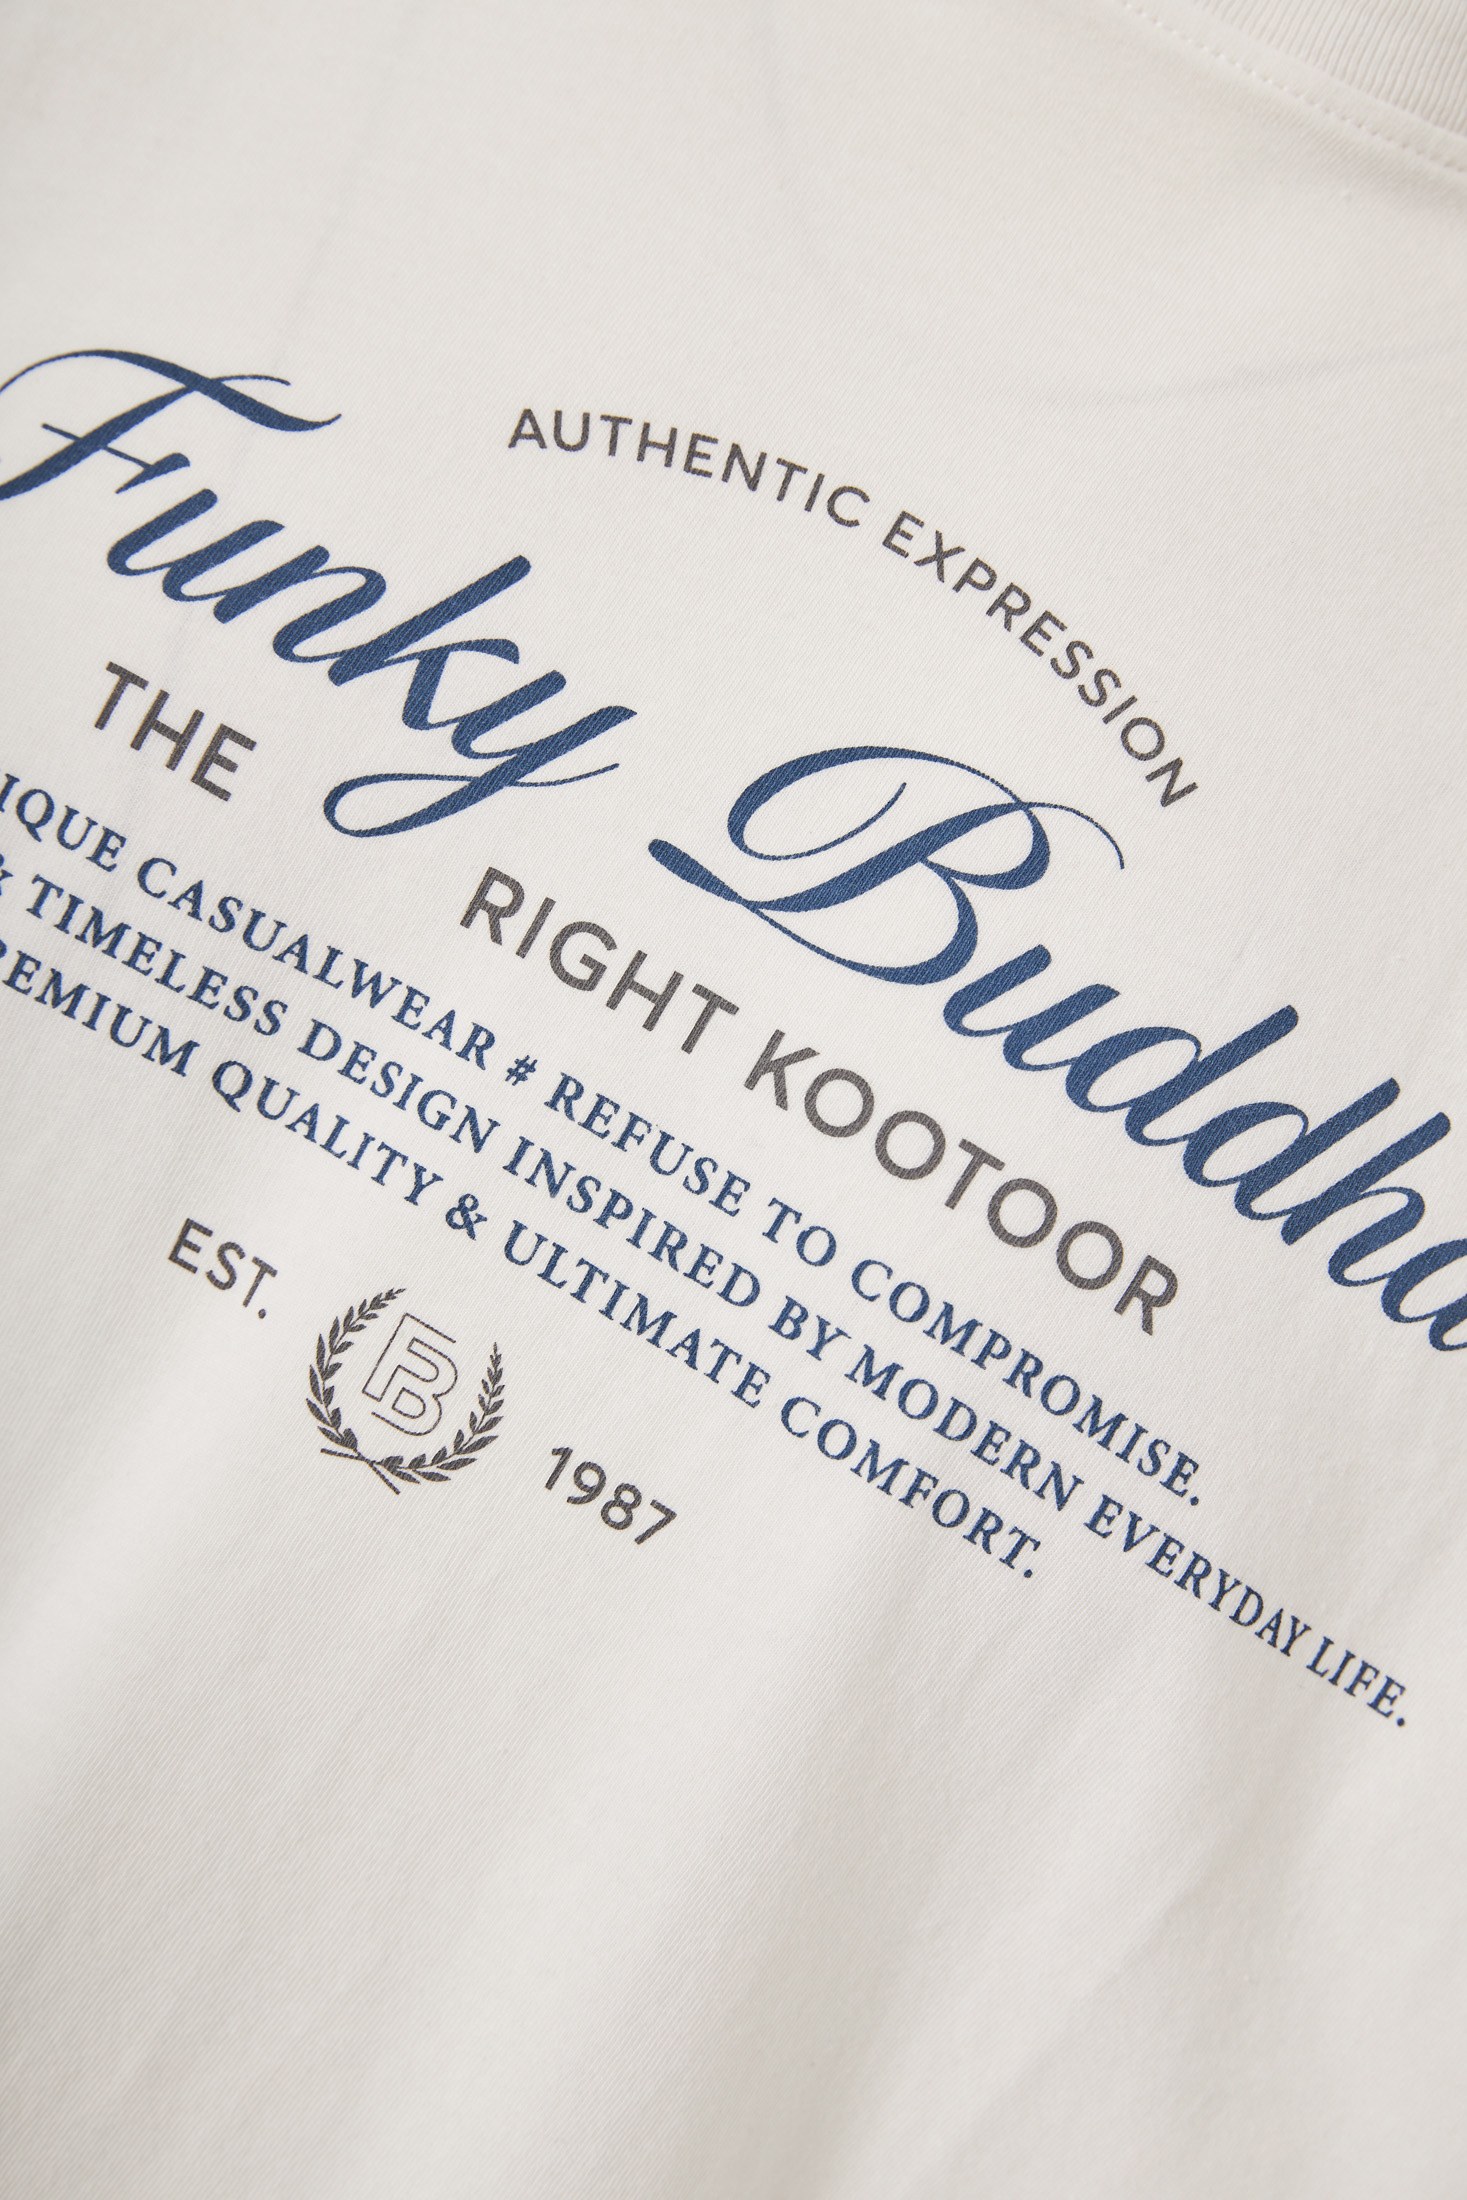 AUTHENTIC EXPRESSION
Funky Buddha
THE RIGHT KOOTOOR
CASUALWEAR # REFUSE TO COMPROMISE.
& TIMELESS DESIGN INSPIRED BY MODERN EVERYDAY LIFE.
QUALITY & ULTIMATE COMFORT.
EST. FB 1987